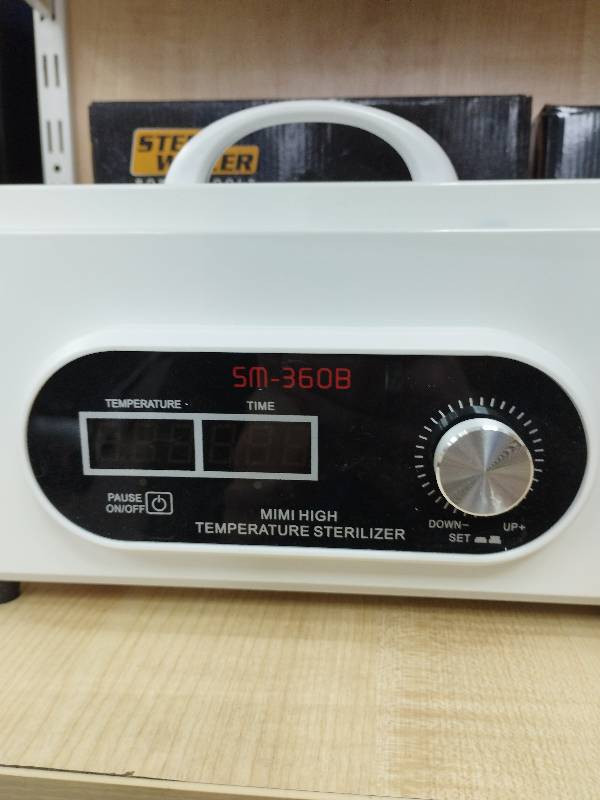 SM-360B
TEMPERATURE
TIME
PAUSE
ON/OFF
MIMI HIGH
TEMPERATURE STERILIZER
DOWN-
UP+
SET